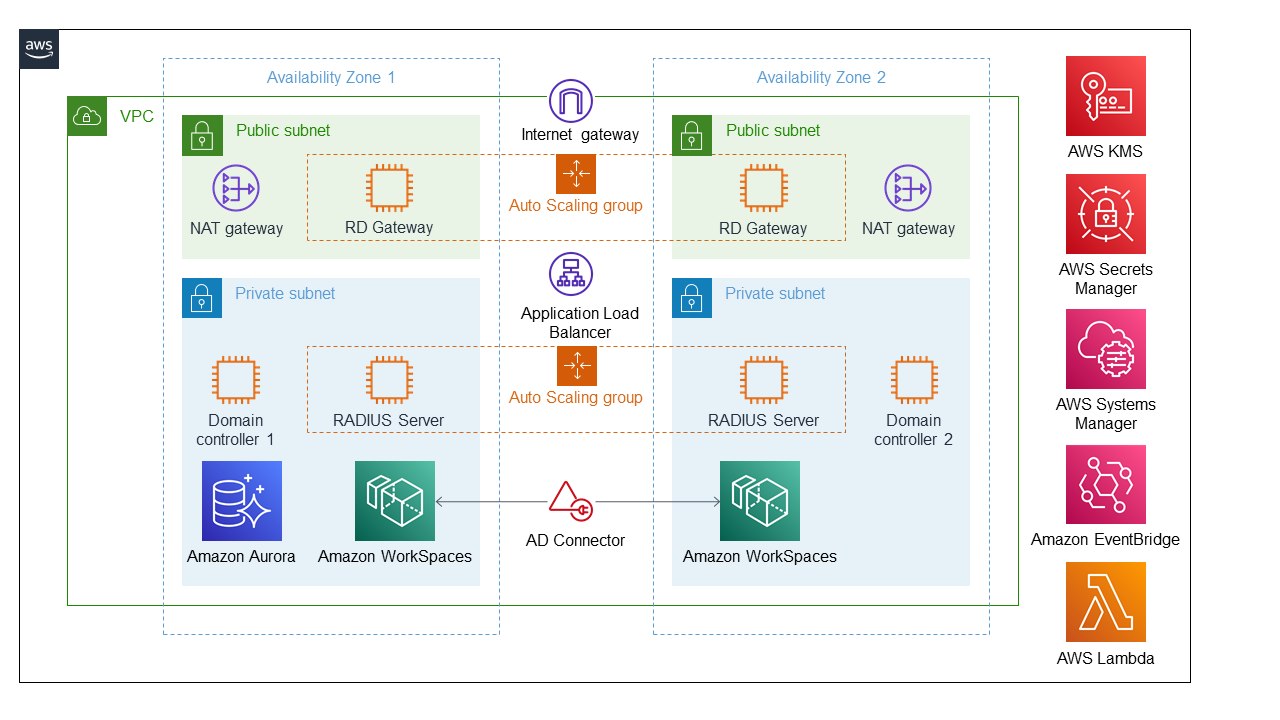 aws
Availability Zone 1
Availability Zone 2
VPC
Public subnet
Internet gateway
Public subnet
AWS KMS
NAT gateway
RD Gateway
Auto Scaling group
RD Gateway
NAT gateway
AWS Secrets
Manager
Private subnet
Application Load
Balancer
Private subnet
AWS Systems
Manager
Domain
controller 1
RADIUS Server
Auto Scaling group
RADIUS Server
Domain
controller 2
Amazon Aurora
Amazon WorkSpaces
AD Connector
Amazon WorkSpaces
Amazon EventBridge
AWS Lambda